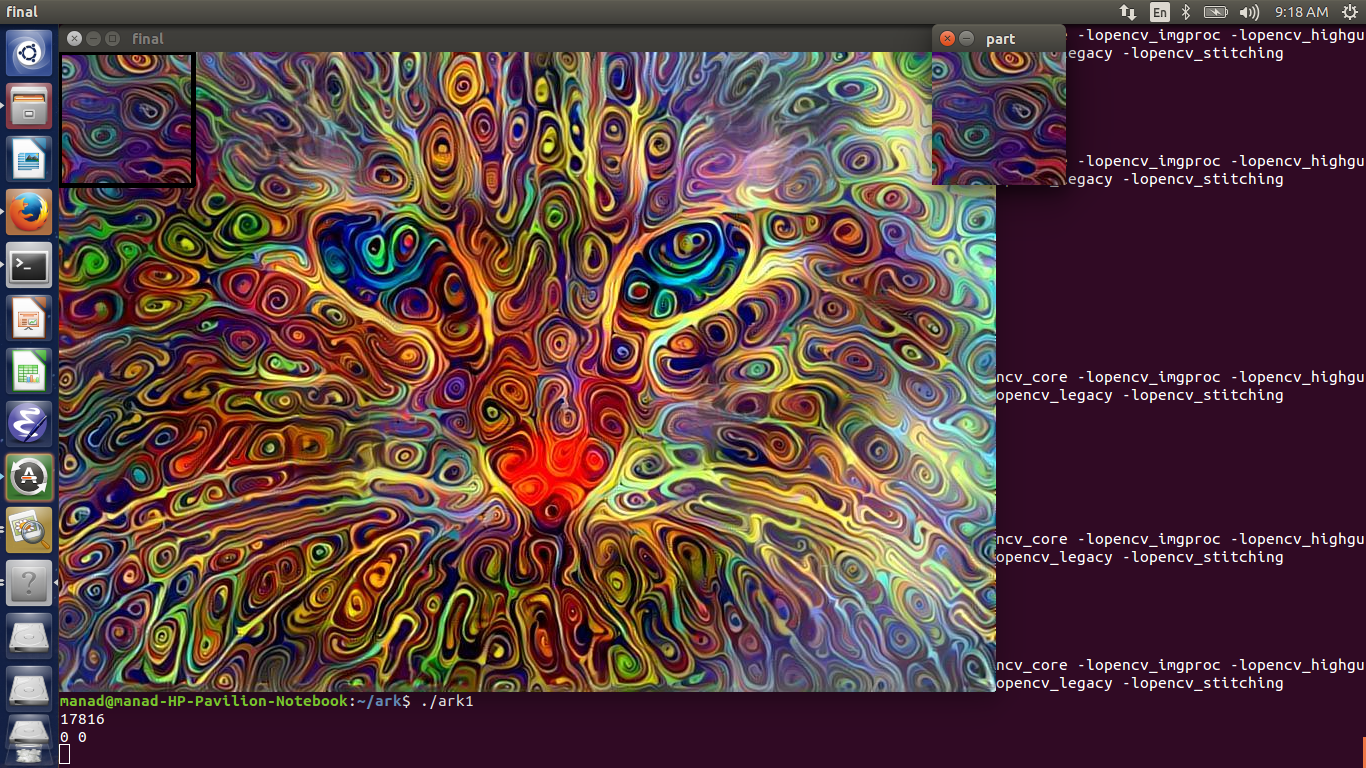 final
En
9:18 AM
final
part
-lopencv_imgproc -lopencv_highgu
egacy -lopencv_stitching
-lopencv_imgproc -lopencv_highgu
egacy -lopencv_stitching
ncv_core -lopencv_imgproc -lopencv_highgu
opencv_legacy -lopencv_stitching
ncv_core -lopencv_imgproc -lopencv_highgu
opencv_legacy -lopencv_stitching
ncv_core -lopencv_imgproc -lopencv_highgu
opencv_legacy -lopencv_stitching
manad@manad-HP-Pavilion-Notebook:~/ark$ ./ark1
17816
0 0